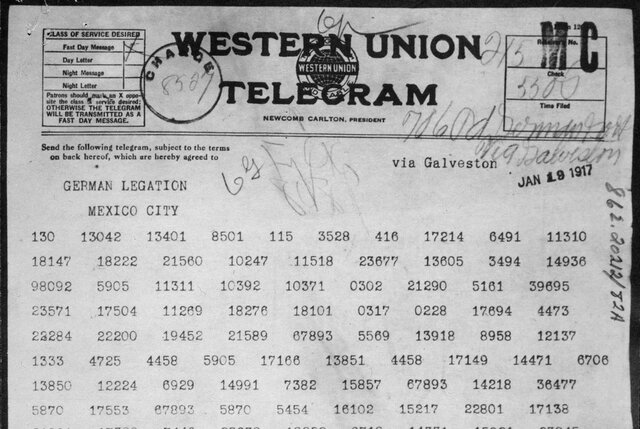 CLASS OF SERVICE DESIRED
Fast Day Message
Day Letter
Night Message
Night Letter
Patrons should mark an X opposite the class of service desired;
OTHERWISE THE TELEGRAM
WILL BE TRANSMITTED AS A
FAST DAY MESSAGE.
CHARGE
WESTERN UNION
WESTERN UNION
TELEGRAM
NEWCOMB CARLTON, PRESIDENT
MC
Receiver's No.
Check
Time Filed
Send the following telegram, subject to the terms
on back hereof, which are hereby agreed to
via Galveston
JAN 19 1917
GERMAN LEGATION
MEXICO CITY
130 13042 13401 8501 115 3528 416 17214 6491 11310
18147 18222 21560 10247 11518 23677 13605 3494 14936
98092 5905 11311 10392 10371 0302 21290 5161 39695
23571 17504 11269 18276 18101 0317 0228 17694 4473
22284 22200 19452 21589 67893 5569 13918 8958 12137
1333 4725 4458 5905 17166 13851 4458 17149 14471 6706
13850 12224 6929 14991 7382 15857 67893 14218 36477
5870 17553 67893 5870 5454 16102 15217 22801 17138